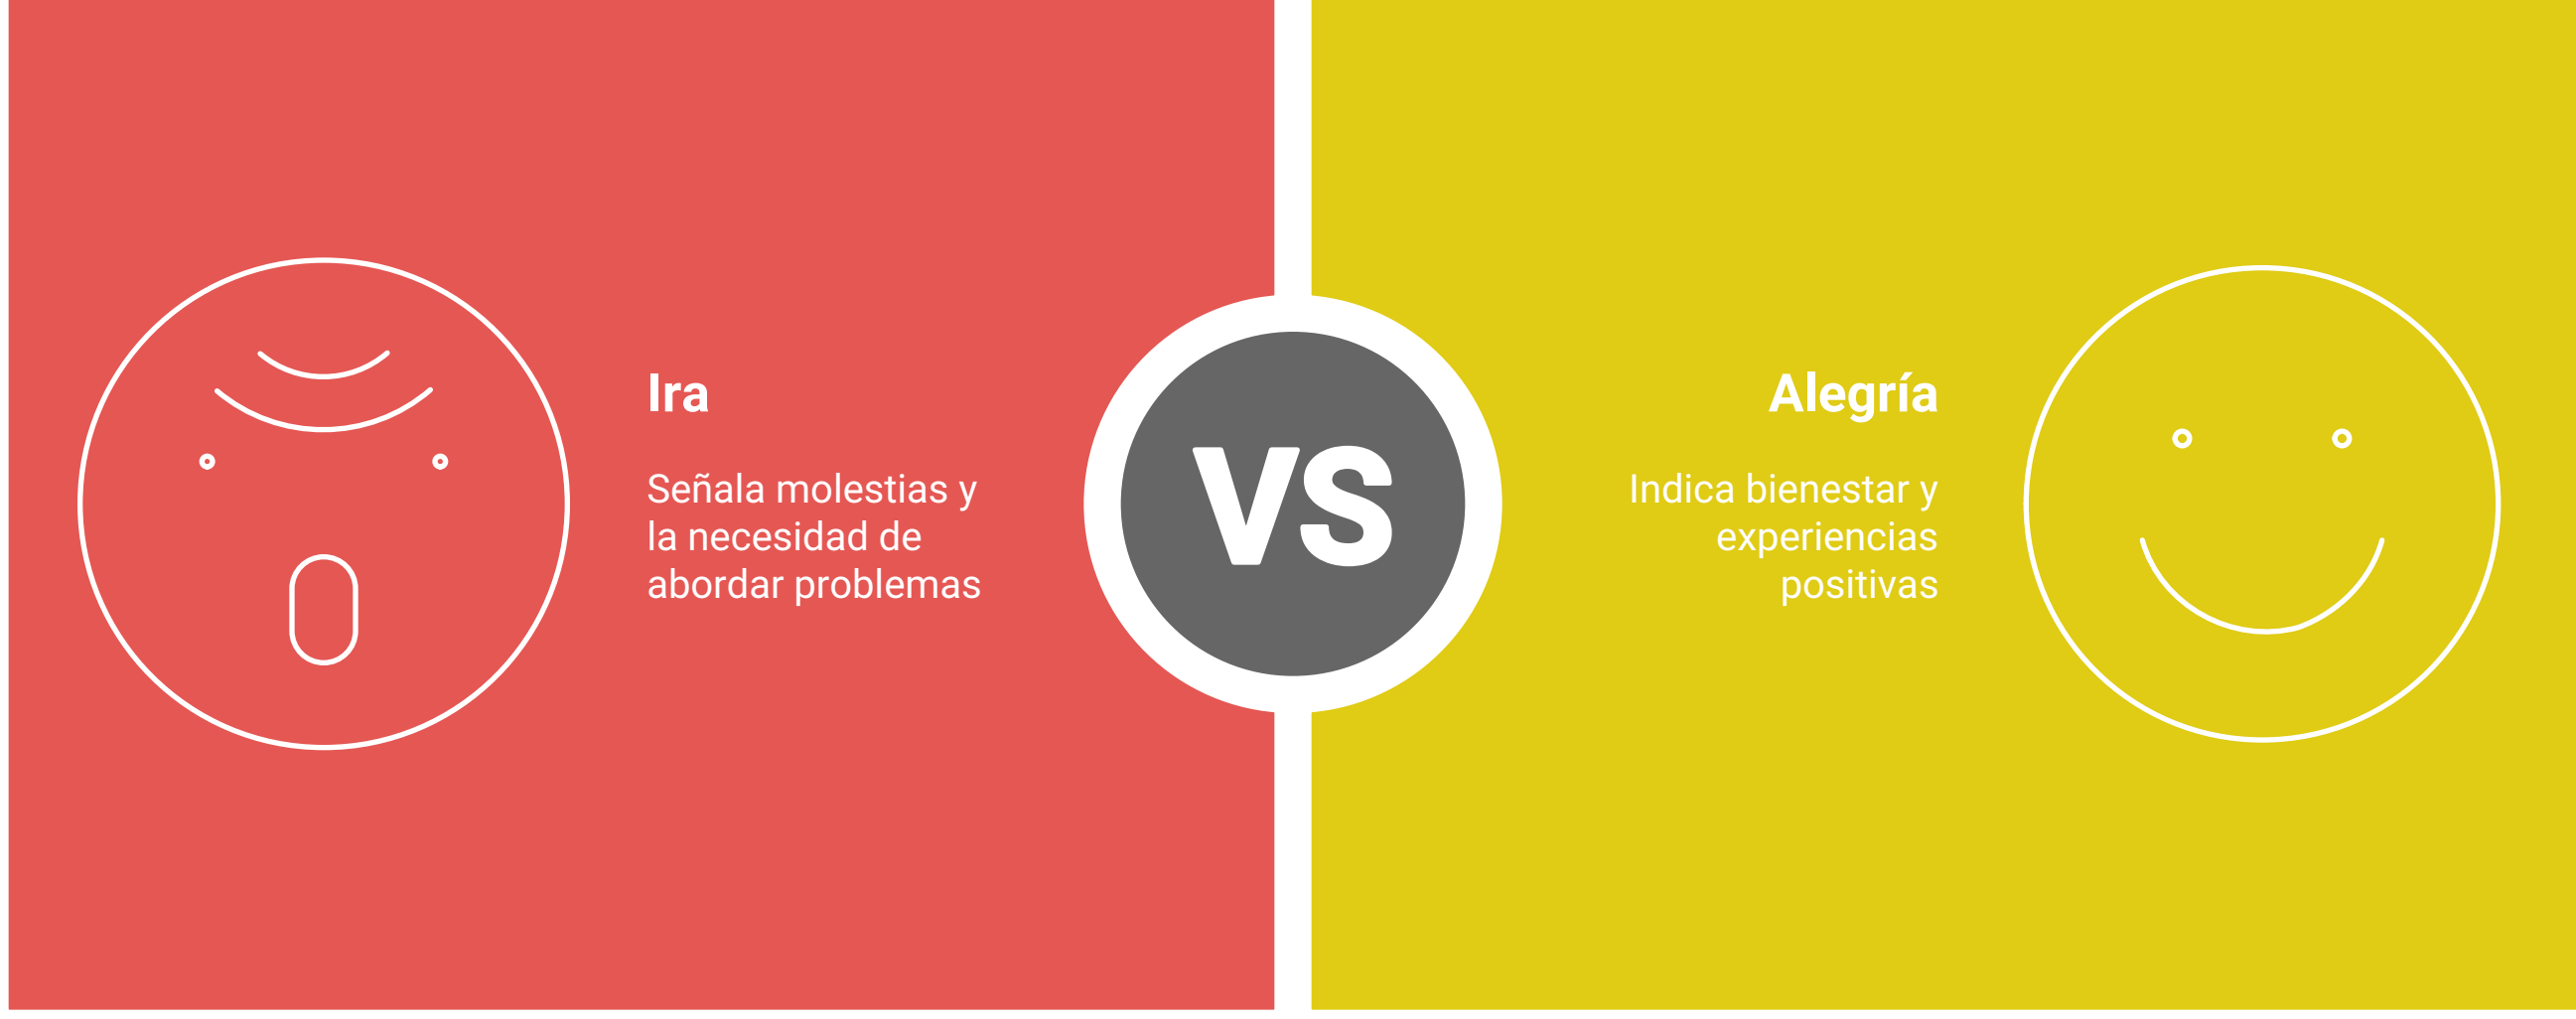 Ira
Señala molestias y
la necesidad de
abordar problemas
VS
Alegría
Indica bienestar y
experiencias
positivas